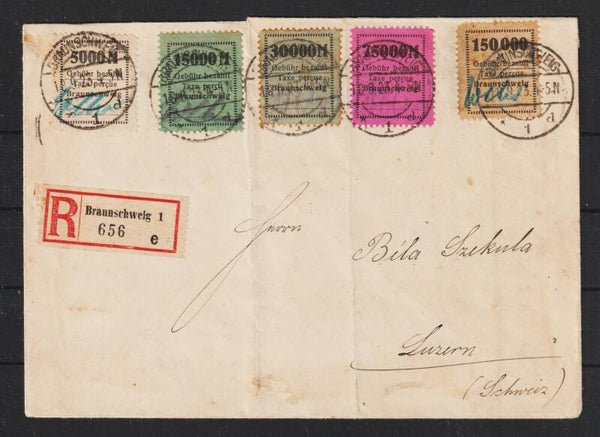 5000 M
Gebühr bezahlt
Taxe perçue
Braunschweig
15000 M
Gebühr bezahlt
Taxe perçue
Braunschweig
30000 M
Gebühr bezahlt
Taxe perçue
Braunschweig
75000 M
Gebühr bezahlt
Taxe perçue
Braunschweig
150.000
Gebühr bezahlt
Taxe perçue
Braunschweig
* 1 d
R
Braunschweig 1
656
e
Herrn
Béla Szekula
Luzern
(Schweiz)